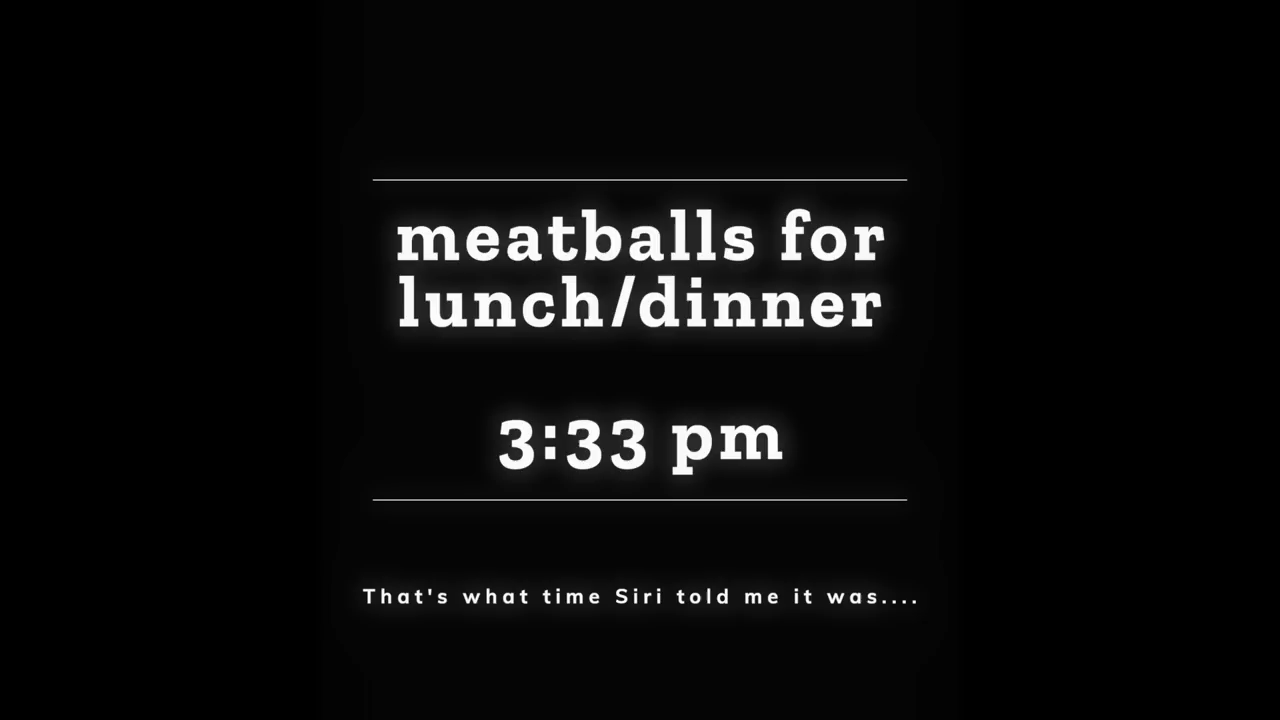 meatballs for
lunch/dinner
3:33 pm
That's what time Siri told me it was....